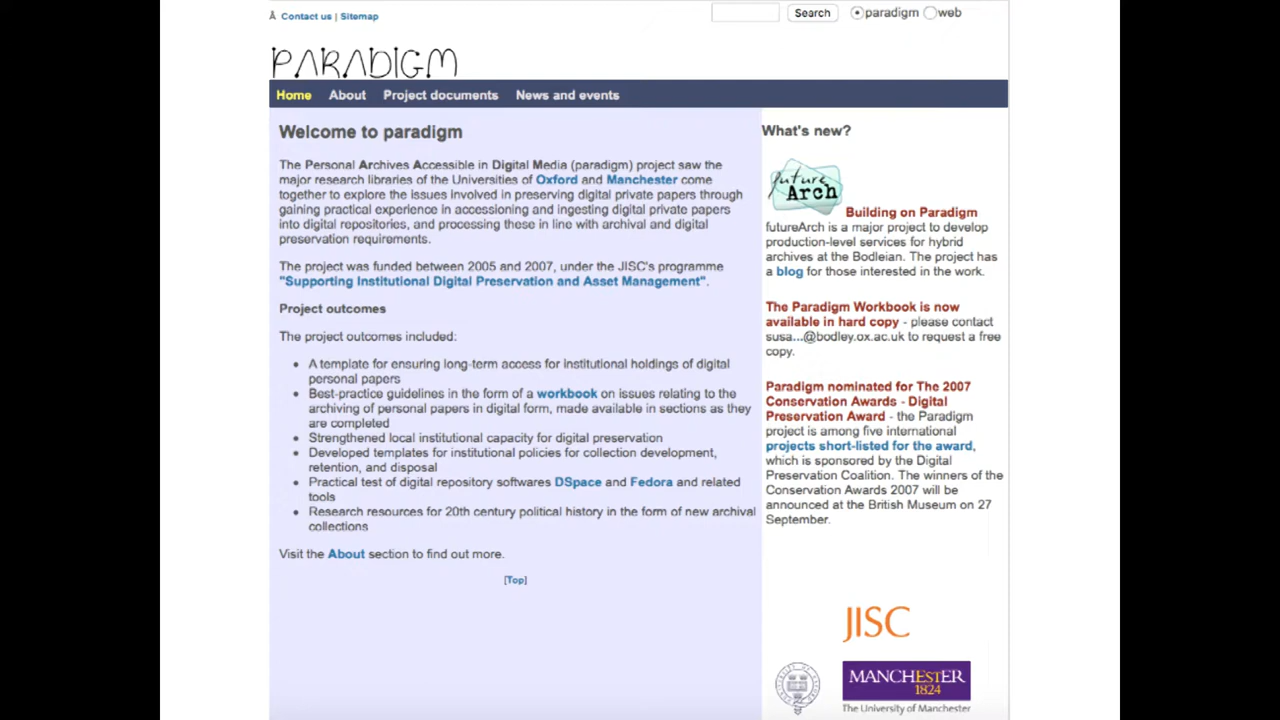 Contact us | Sitemap
Search
paradigm
web
PARADIGM
Home About Project documents News and events
Welcome to paradigm
The Personal Archives Accessible in Digital Media (paradigm) project saw the
major research libraries of the Universities of Oxford and Manchester come
together to explore the issues involved in preserving digital private papers through
gaining practical experience in accessioning and ingesting digital private papers
into digital repositories, and processing these in line with archival and digital
preservation requirements.
The project was funded between 2005 and 2007, under the JISC's programme
"Supporting Institutional Digital Preservation and Asset Management".
Project outcomes
The project outcomes included:
• A template for ensuring long-term access for institutional holdings of digital
personal papers
• Best-practice guidelines in the form of a workbook on issues relating to the
archiving of personal papers in digital form, made available in sections as they
are completed
• Strengthened local institutional capacity for digital preservation
• Developed templates for institutional policies for collection development,
retention, and disposal
• Practical test of digital repository softwares DSpace and Fedora and related
tools
• Research resources for 20th century political history in the form of new archival
collections
Visit the About section to find out more.
[Top]
What's new?
future
Arch
Building on Paradigm
futureArch is a major project to develop
production-level services for hybrid
archives at the Bodleian. The project has
a blog for those interested in the work.
The Paradigm Workbook is now
available in hard copy - please contact
susa...@bodley.ox.ac.uk to request a free
copy.
Paradigm nominated for The 2007
Conservation Awards - Digital
Preservation Award - the Paradigm
project is among five international
projects short-listed for the award,
which is sponsored by the Digital
Preservation Coalition. The winners of the
Conservation Awards 2007 will be
announced at the British Museum on 27
September.
JISC
MANCHESTER
1824
The University of Manchester